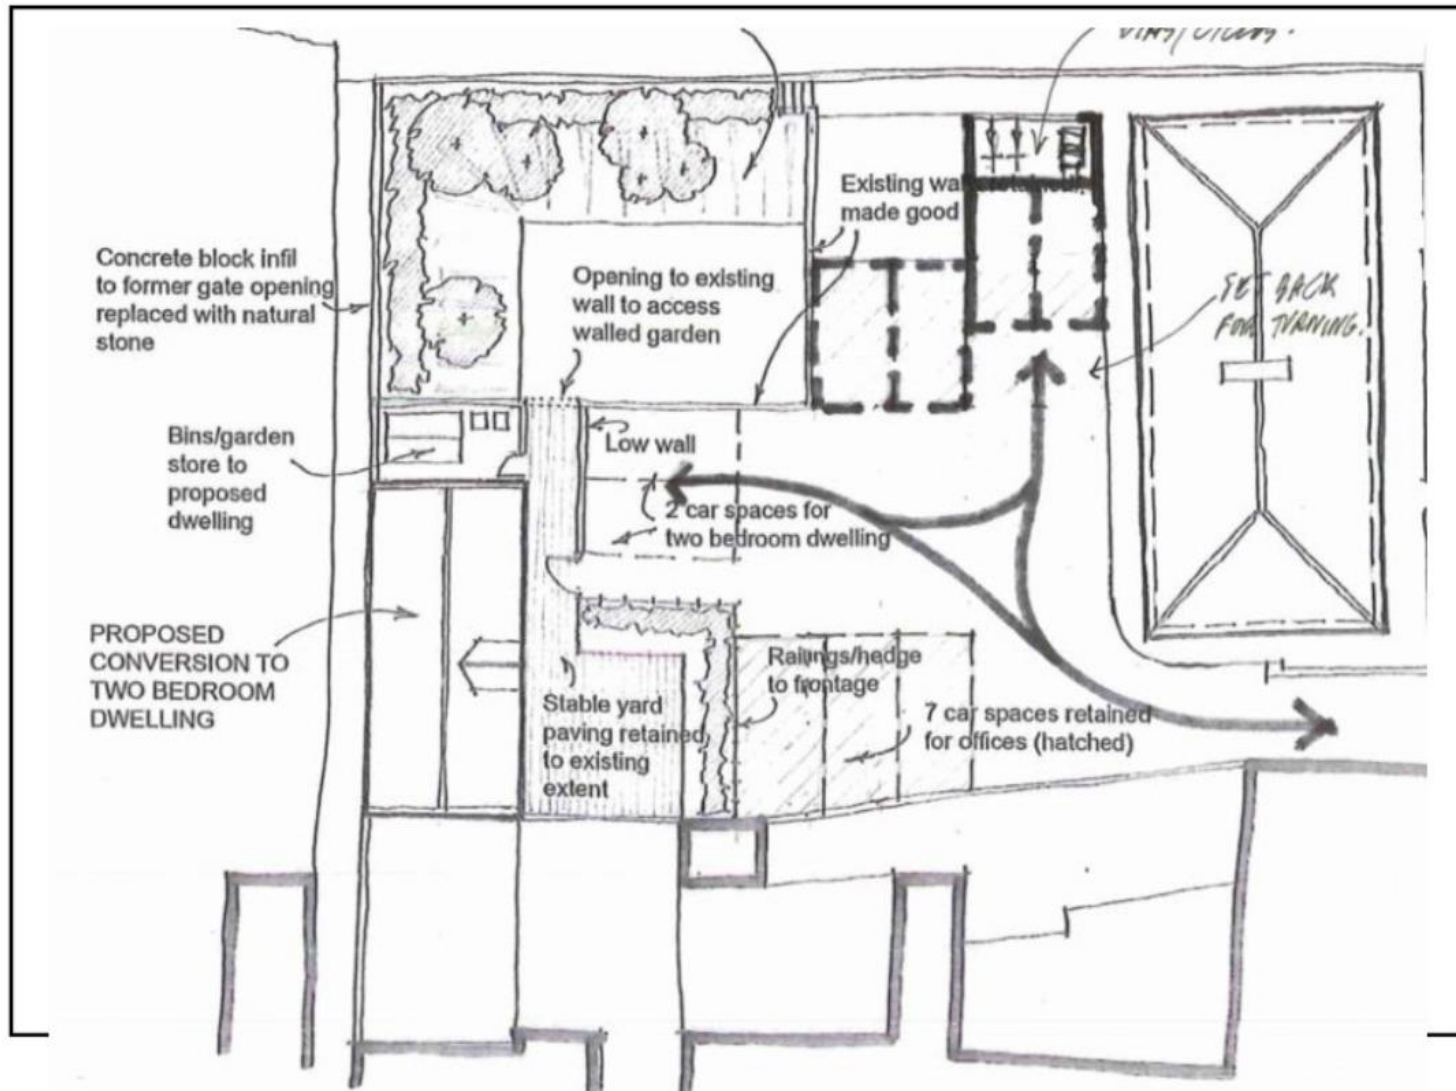 Existing wall retained/
made good
Concrete block infil
to former gate opening
replaced with natural
stone
Opening to existing
wall to access
walled garden
SET BACK
FOR TURNING.
Bins/garden
store to
proposed
dwelling
Low wall
2 car spaces for
two bedroom dwelling
PROPOSED
CONVERSION TO
TWO BEDROOM
DWELLING
Railings/hedge
to frontage
Stable yard
paving retained
to existing
extent
7 car spaces retained
for offices (hatched)